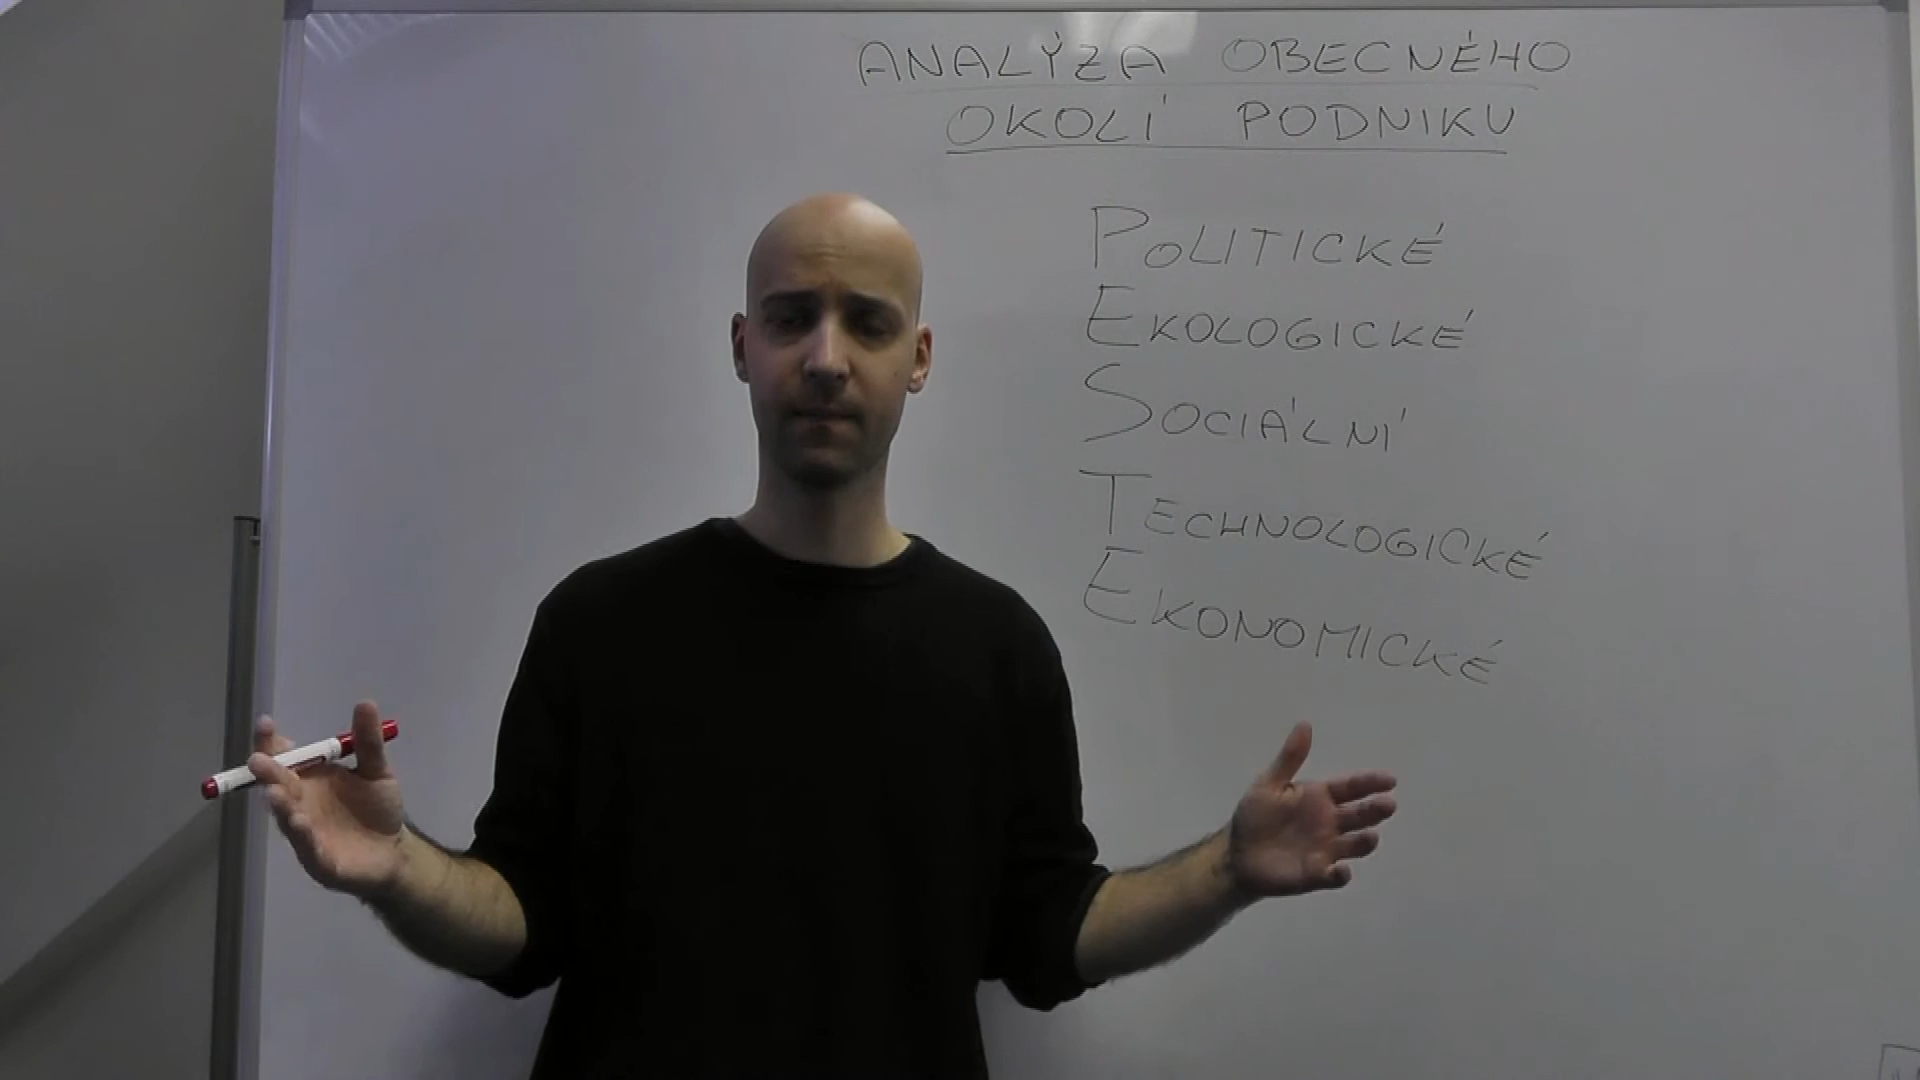 ANALÝZA OBECNÉHO
OKOLÍ PODNIKU
POLITICKÉ
EKOLOGICKÉ
SOCIÁLNÍ
TECHNOLOGICKÉ
EKONOMICKÉ